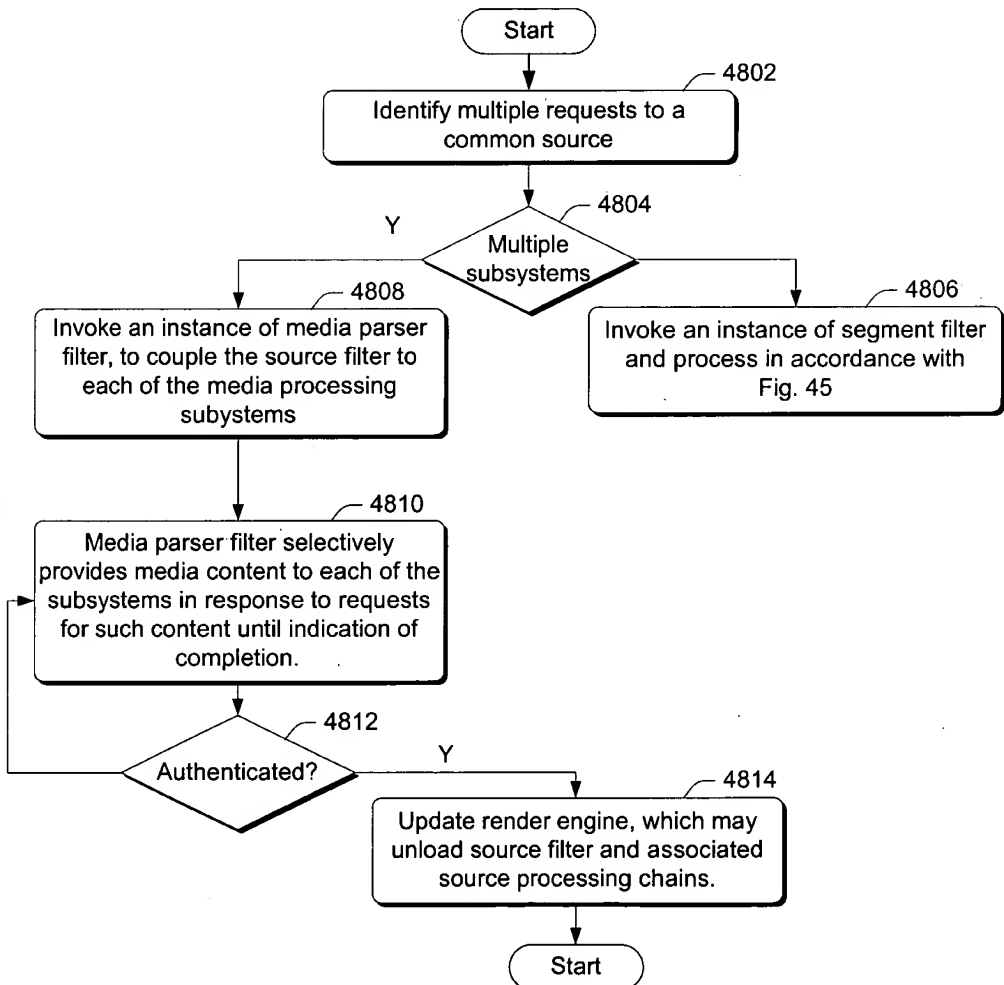 Start
4802
Identify multiple requests to a
common source
4804
Y
Multiple
subsystems
4808
Invoke an instance of media parser
filter, to couple the source filter to
each of the media processing
subystems
4806
Invoke an instance of segment filter
and process in accordance with
Fig. 45
4810
Media parser filter selectively
provides media content to each of the
subsystems in response to requests
for such content until indication of
completion.
4812
Authenticated?
Y
4814
Update render engine, which may
unload source filter and associated
source processing chains.
Start